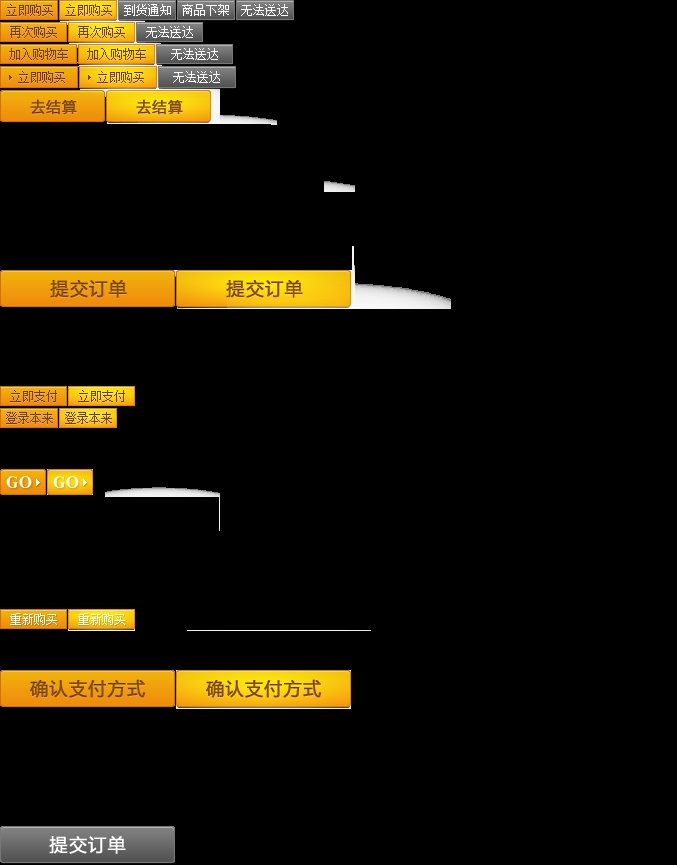 立即购买 立即购买 到货通知 商品下架 无法送达
再次购买 再次购买 无法送达
加入购物车 加入购物车 无法送达
立即购买 立即购买 无法送达
去结算 去结算
提交订单 提交订单
立即支付 立即支付
登录本来 登录本来
GO GO
重新购买 重新购买
确认支付方式 确认支付方式
提交订单